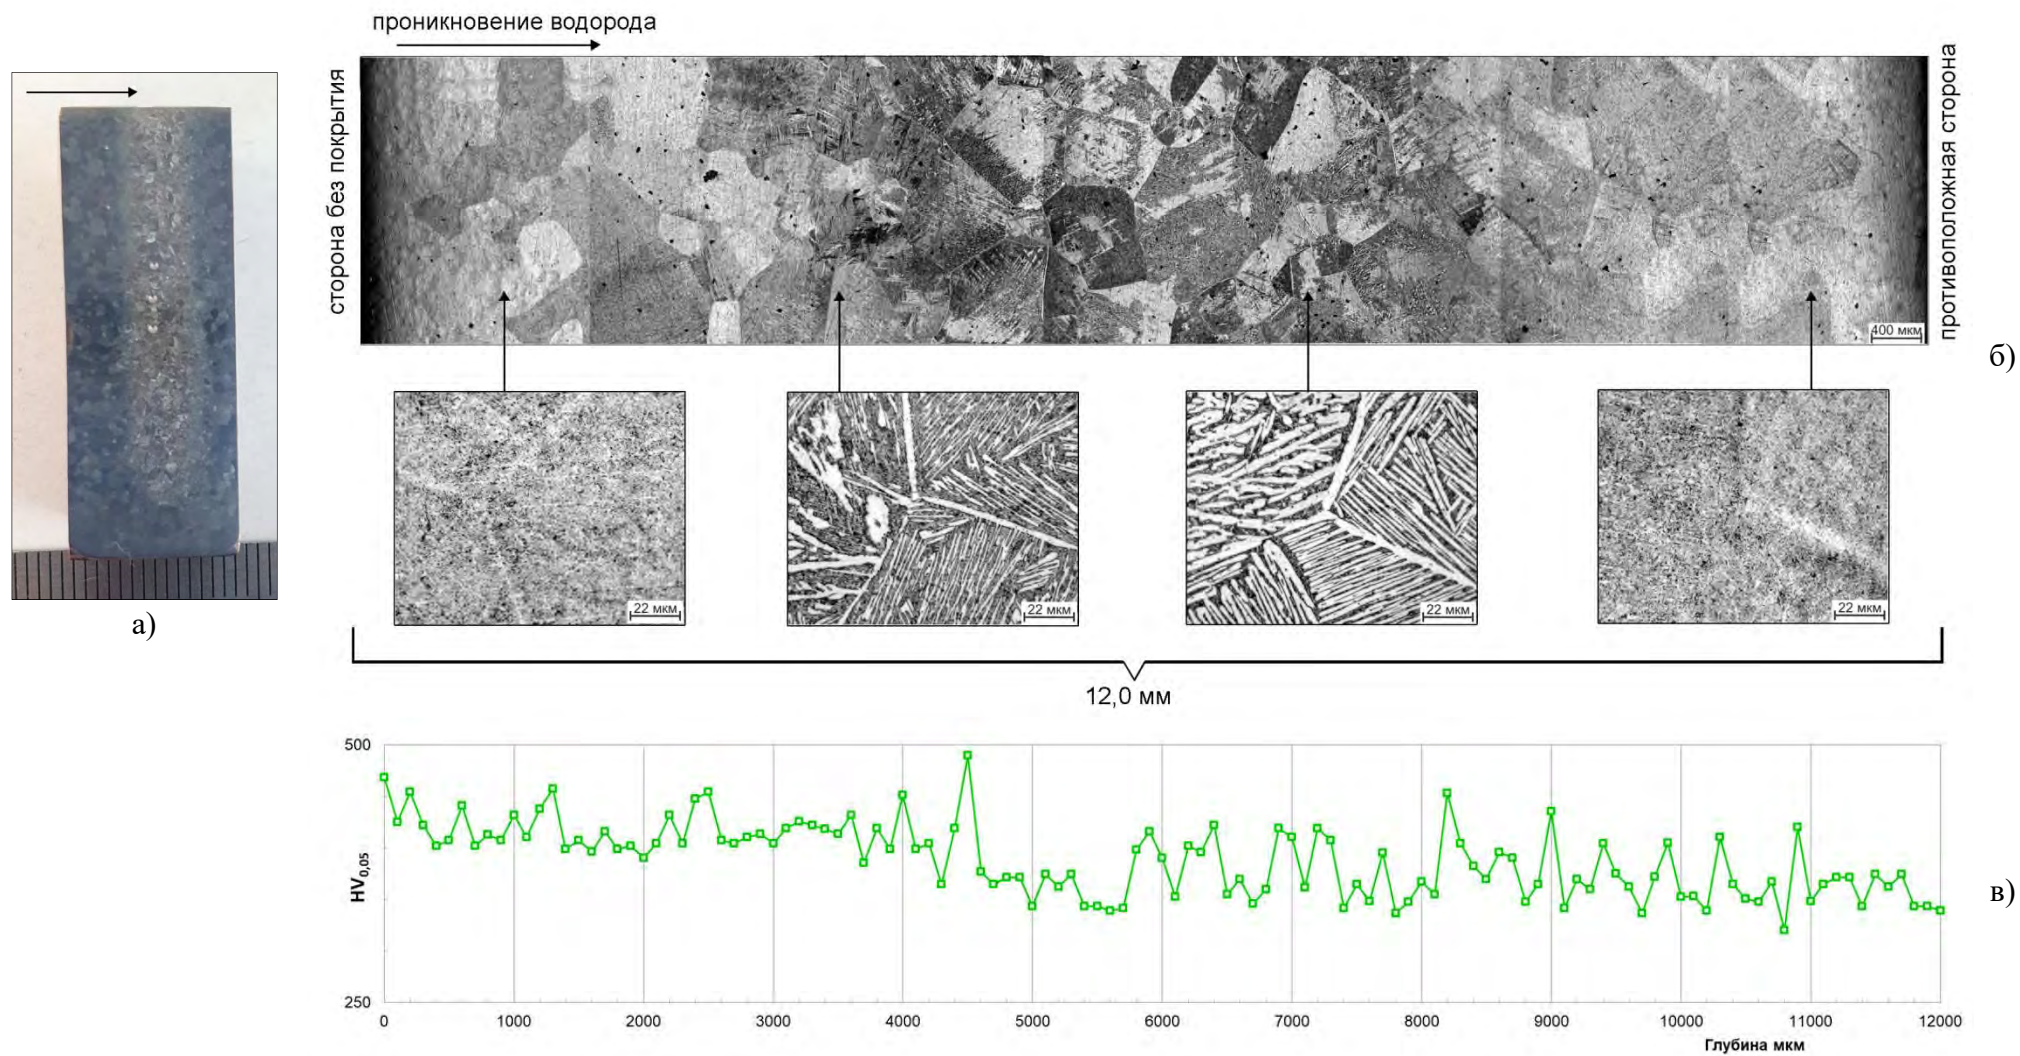 проникновение водорода
сторона без покрытия
противоположная сторона
400 мкм
б)
22 мкм
22 мкм
22 мкм
22 мкм
а)
12,0 мм
500
HV0,05
250
в)
0 1000 2000 3000 4000 5000 6000 7000 8000 9000 10000 11000 12000
Глубина мкм